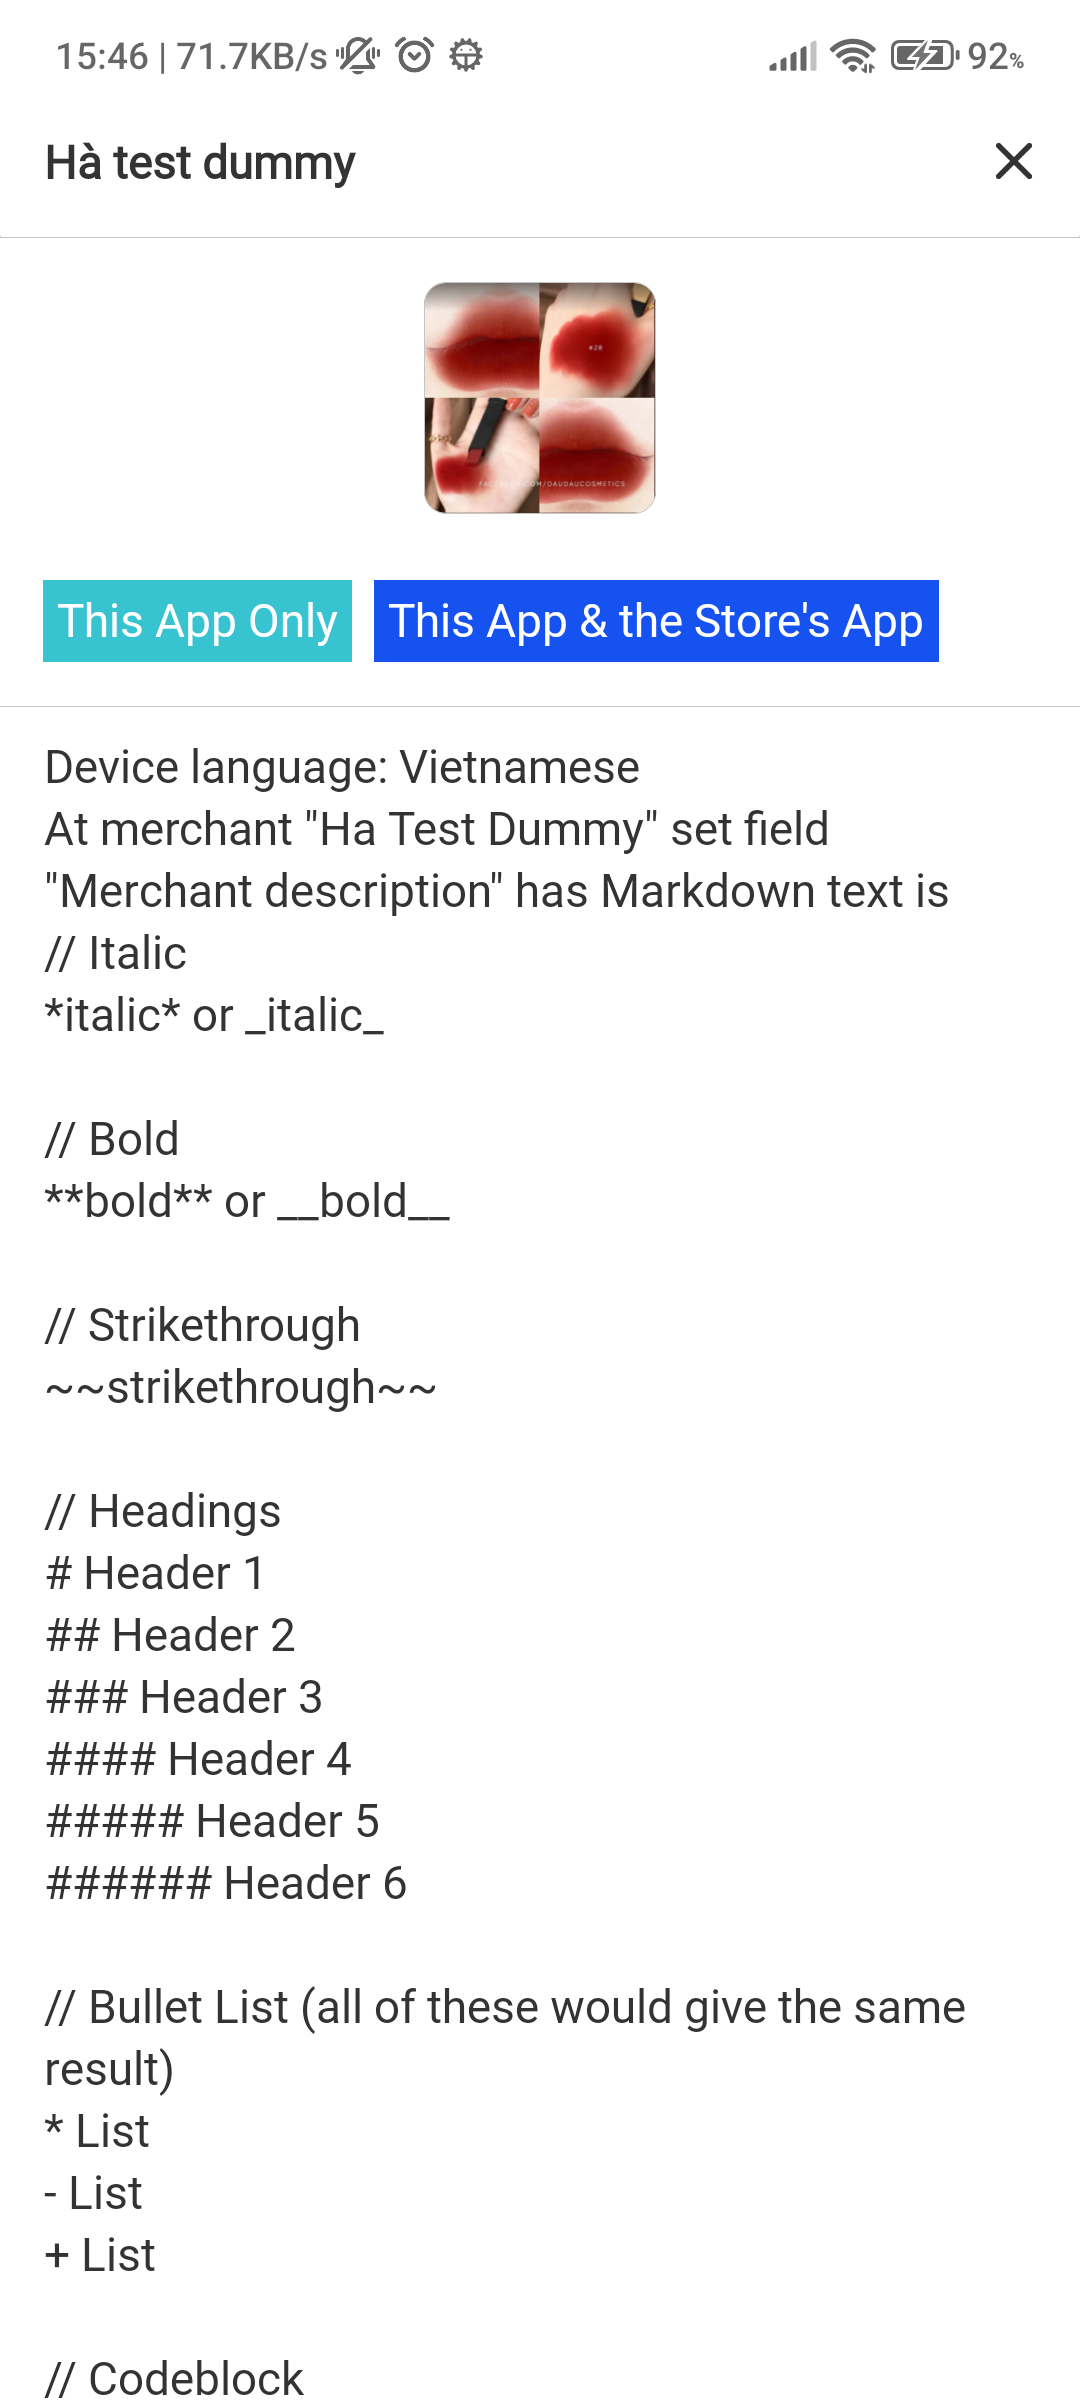 15:46 | 71.7KB/s 92%
Hà test dummy
#28
FACEBOOK.COM/DAUDAUCOSMETICS
This App Only
This App & the Store's App
Device language: Vietnamese
At merchant "Ha Test Dummy" set field
"Merchant description" has Markdown text is
// Italic
*italic* or _italic_
// Bold
**bold** or __bold__
// Strikethrough
~~strikethrough~~
// Headings
# Header 1
## Header 2
### Header 3
#### Header 4
##### Header 5
###### Header 6
// Bullet List (all of these would give the same
result)
* List
- List
+ List
// Codeblock